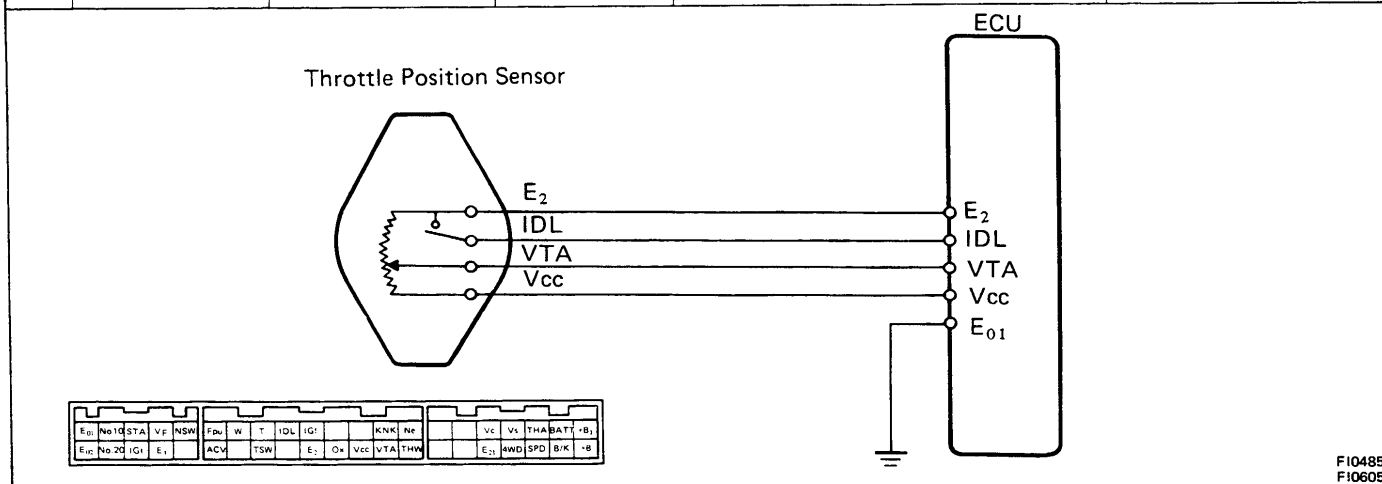 ECU
Throttle Position Sensor
E₂
IDL
VTA
Vcc
E₂
IDL
VTA
Vcc
E₀₁
E₀₁ No.10 STA VF NSW Fpu W T IDL IGf KNK Ne Vc Vs THA BATT +B₁
E₀₂ No.20 IGt E₁ ACV TSW E₂ Ox Vcc VTA THW E₂₁ 4WD SPD B/K +B
FI0485
FI0605